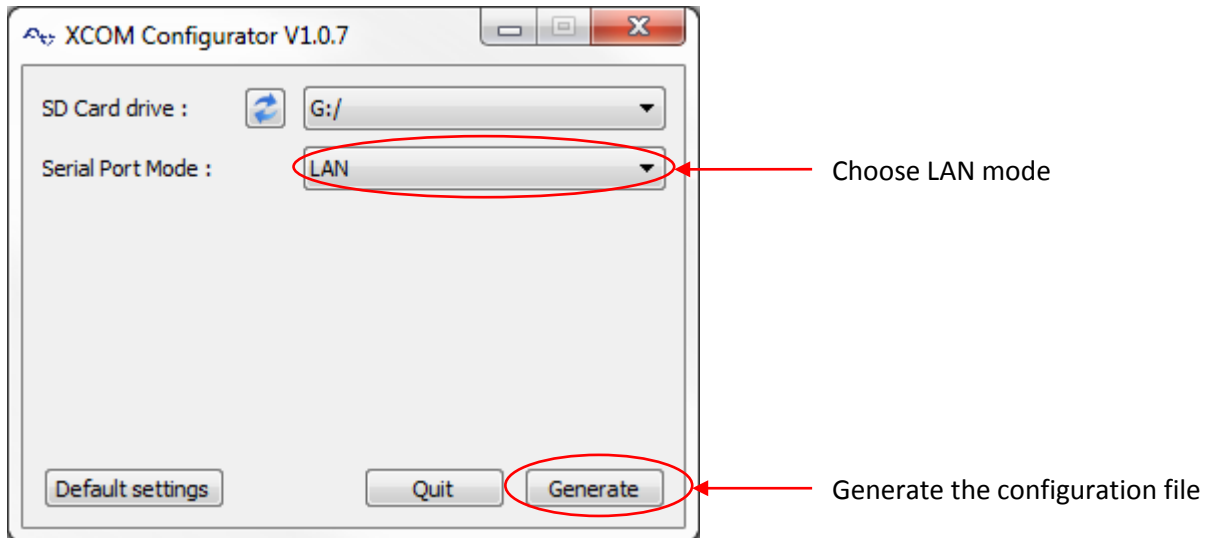 XCOM Configurator V1.0.7
SD Card drive :
G:/
Serial Port Mode :
LAN
Choose LAN mode
Default settings
Quit
Generate
Generate the configuration file